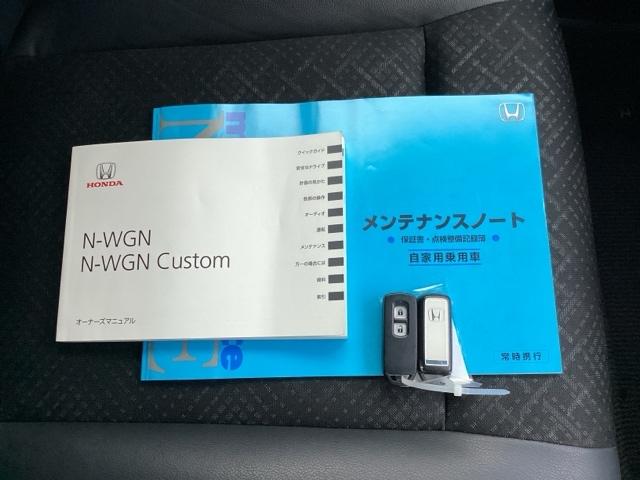 HONDA
N-WGN
N-WGN Custom
オーナーズマニュアル
クイックガイド
安全なドライブ
計器の見かた
各部の操作
オーディオ
運転
メンテナンス
万一の場合には
資料
索引
メンテナンスノート
保証書・点検整備記録簿
自家用乗用車
常時携行